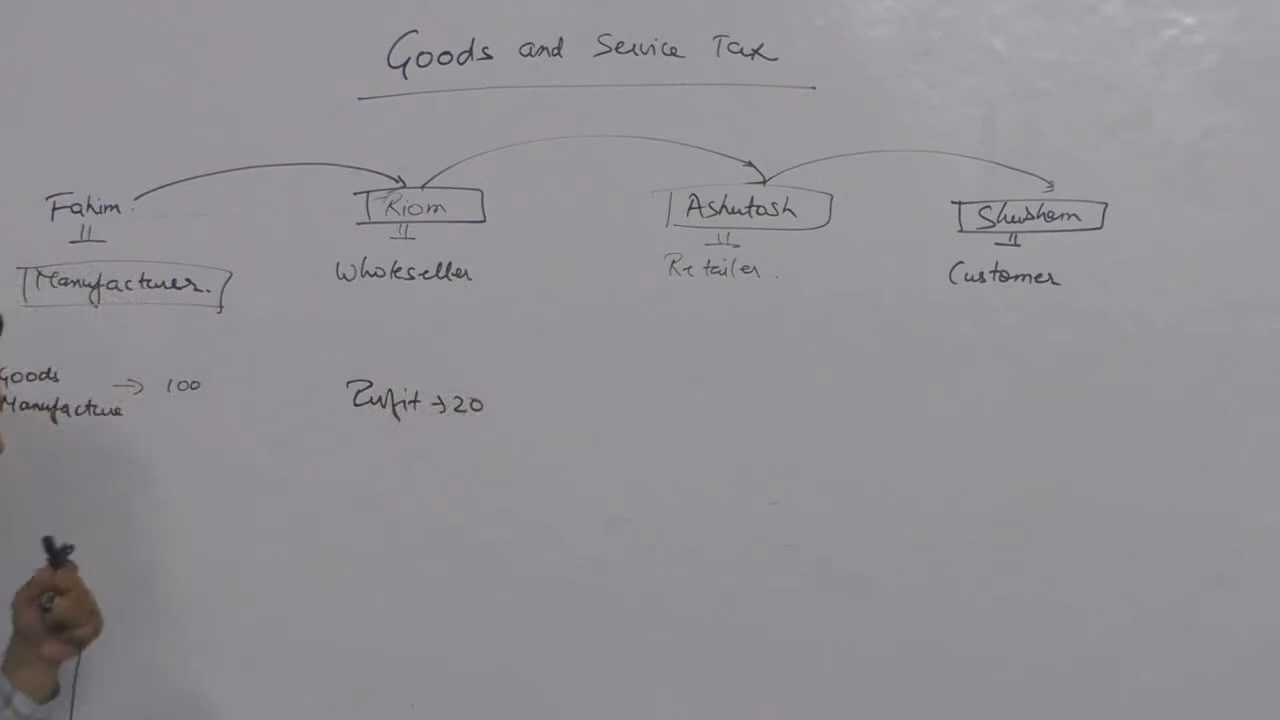 Goods and Service Tax
Fahim. Riom Ashutosh Shubham
Manufacturer. Wholeseller Retailer. Customer
Goods
Manufacture → 100
Profit → 20